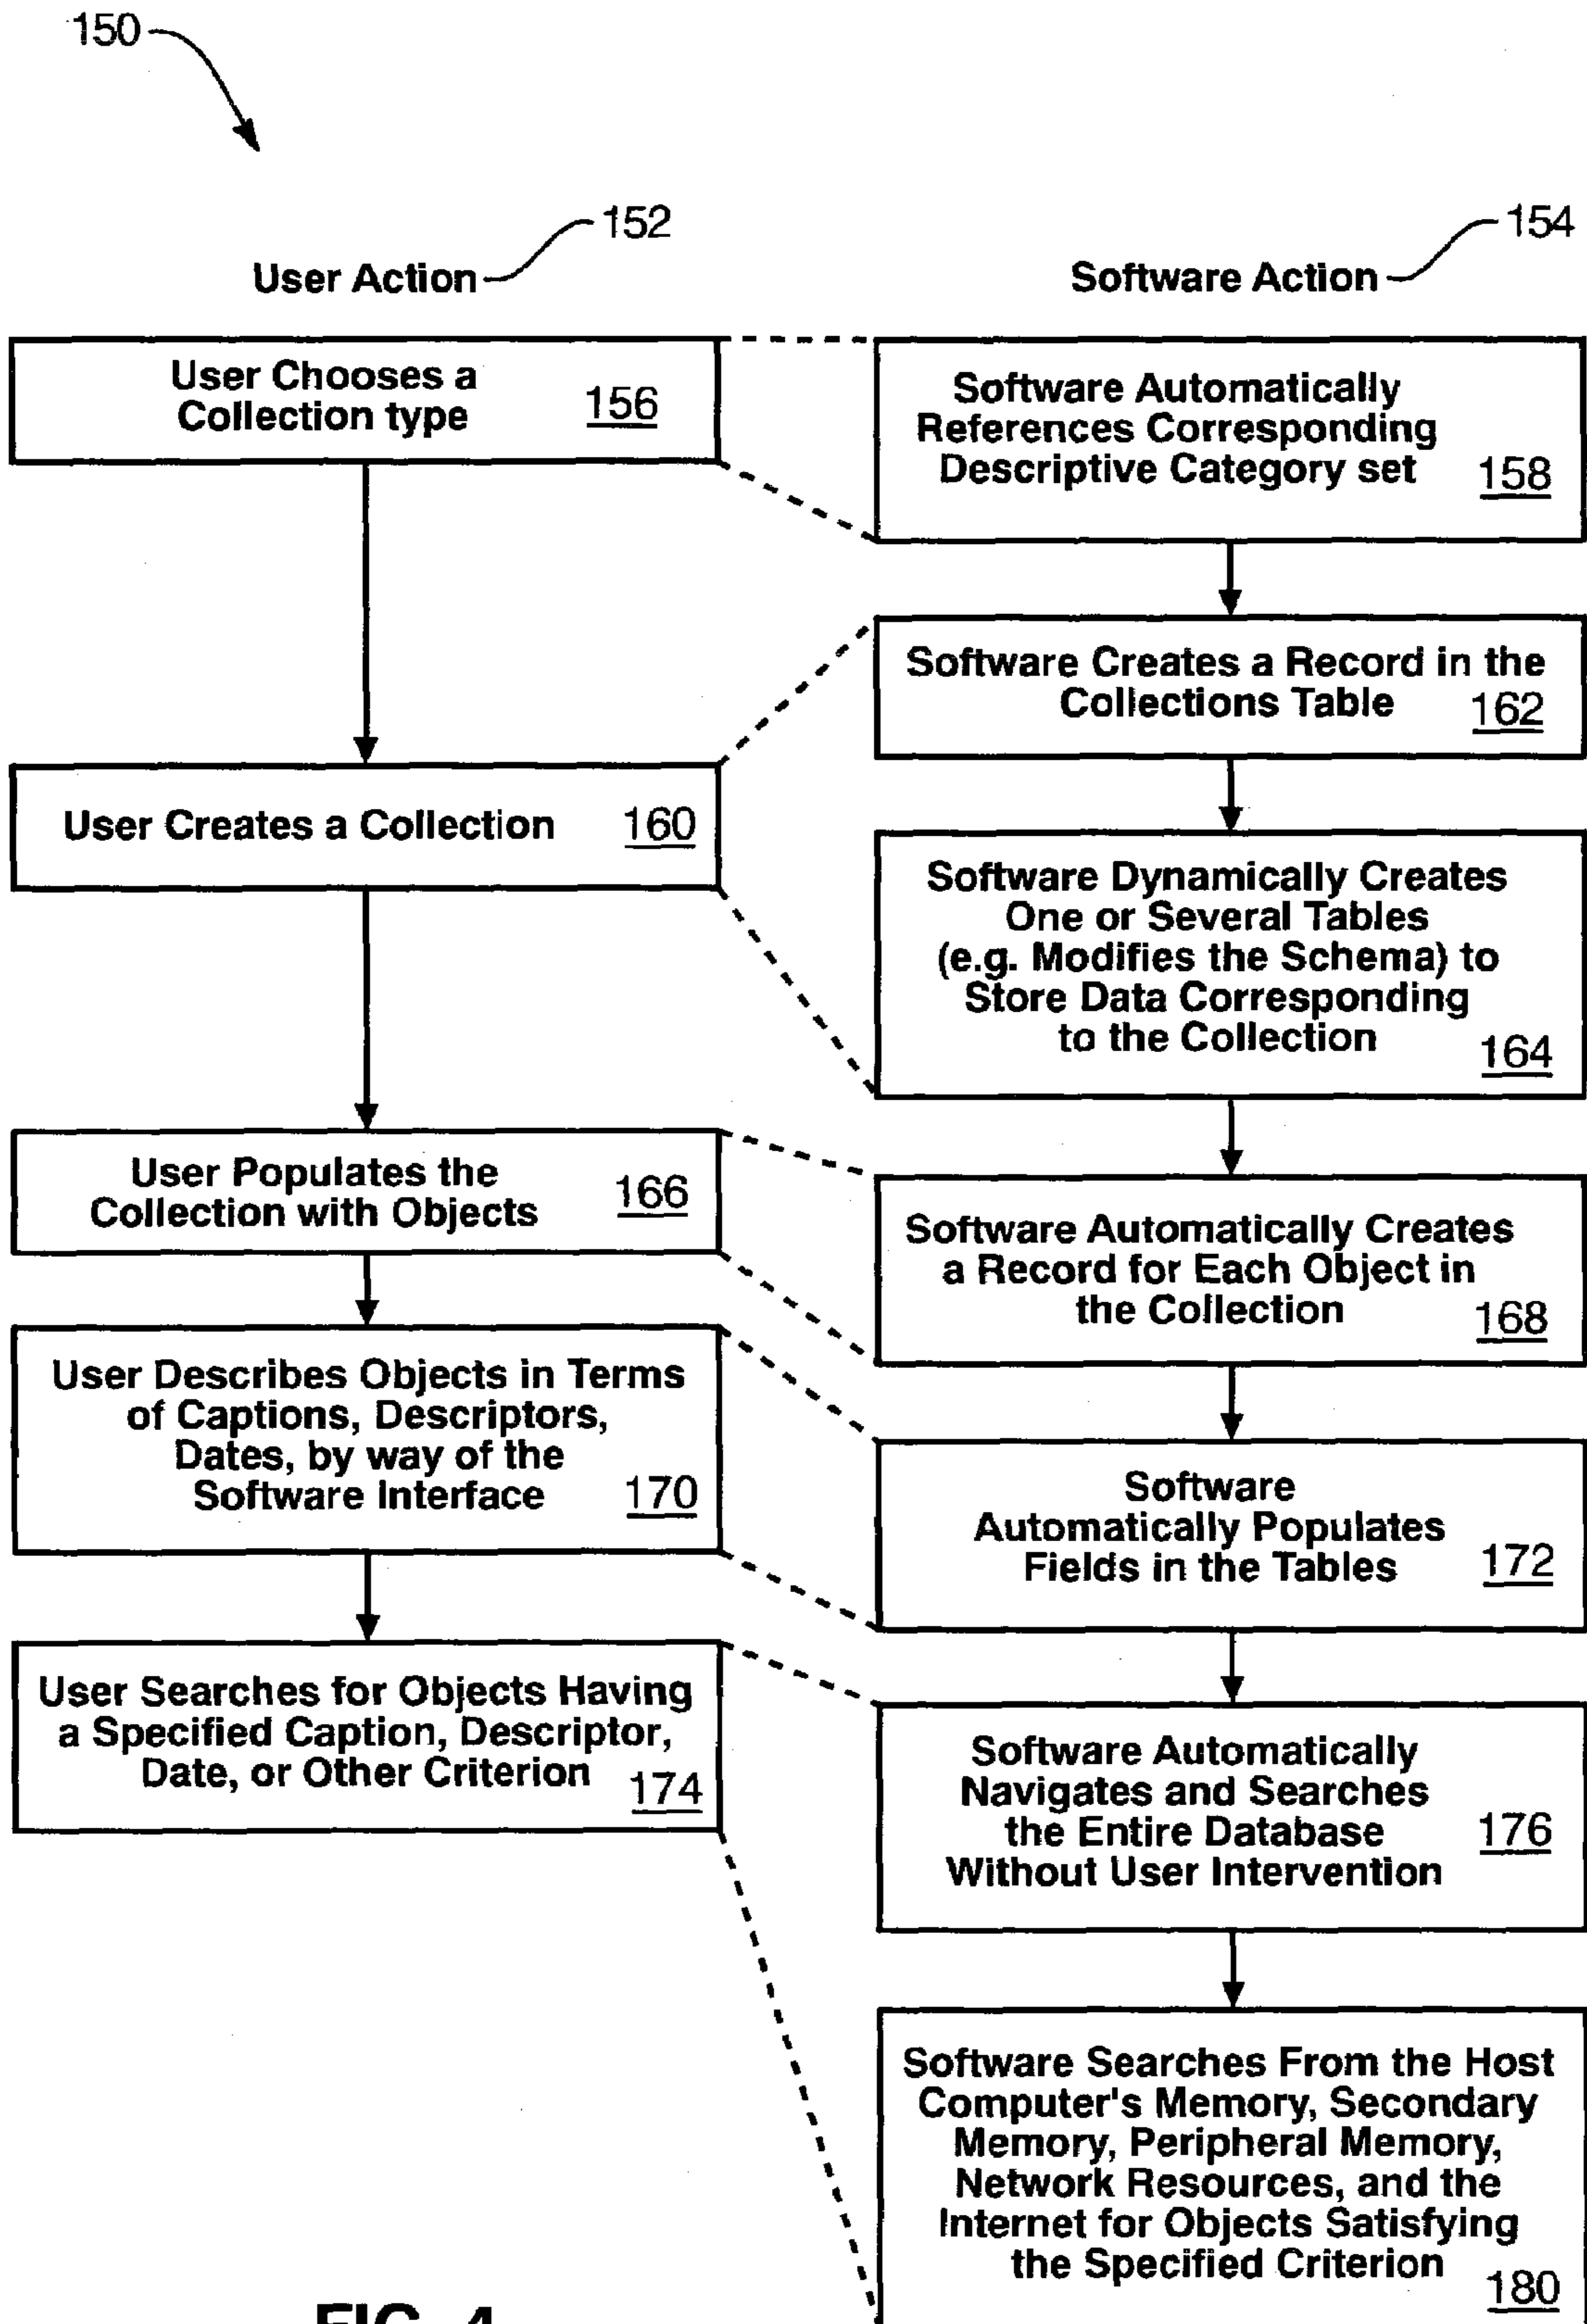 150
152
154
User Action
Software Action
User Chooses a
Collection type
156
Software Automatically
References Corresponding
Descriptive Category set
158
Software Creates a Record in the
Collections Table
162
User Creates a Collection
160
Software Dynamically Creates
One or Several Tables
(e.g. Modifies the Schema) to
Store Data Corresponding
to the Collection
164
User Populates the
Collection with Objects
166
Software Automatically Creates
a Record for Each Object in
the Collection
168
User Describes Objects in Terms
of Captions, Descriptors,
Dates, by way of the
Software Interface
170
Software
Automatically Populates
Fields in the Tables
172
User Searches for Objects Having
a Specified Caption, Descriptor,
Date, or Other Criterion
174
Software Automatically
Navigates and Searches
the Entire Database
Without User Intervention
176
Software Searches From the Host
Computer's Memory, Secondary
Memory, Peripheral Memory,
Network Resources, and the
Internet for Objects Satisfying
the Specified Criterion
180
FIG. 4